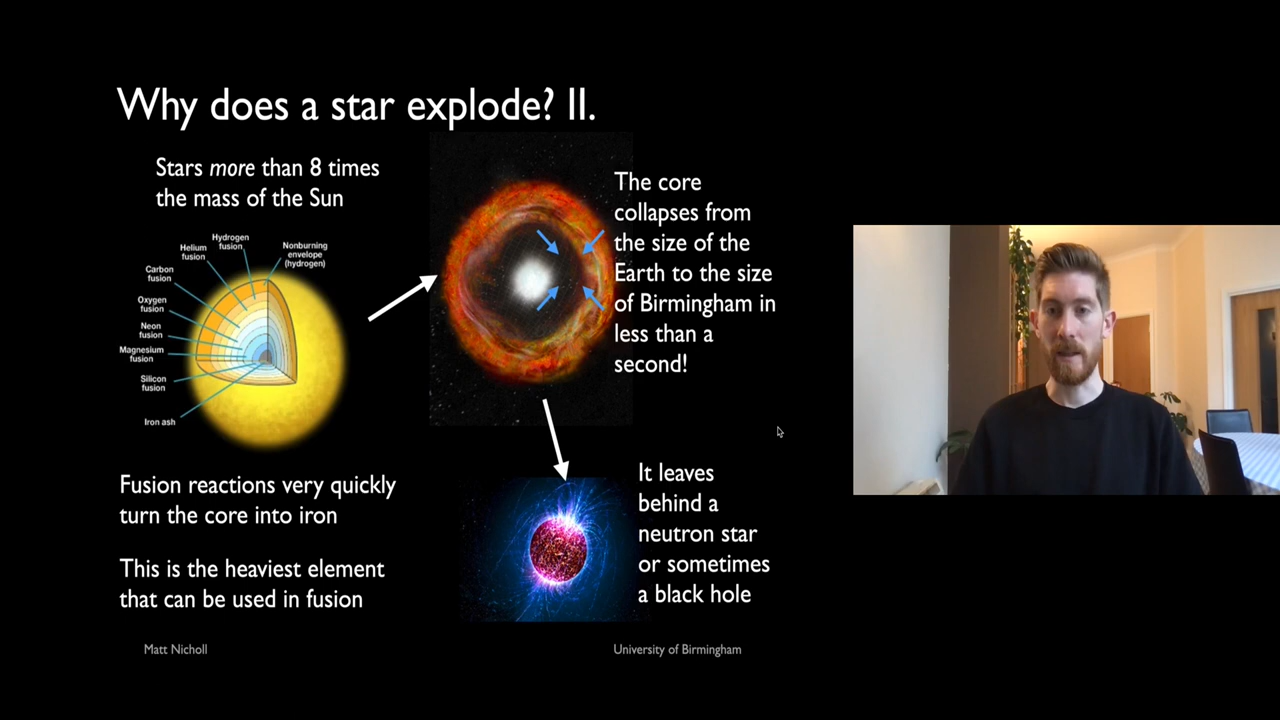 Why does a star explode? II.
Stars more than 8 times
the mass of the Sun
Hydrogen
fusion
Helium
fusion
Nonburning
envelope
(hydrogen)
Carbon
fusion
Oxygen
fusion
Neon
fusion
Magnesium
fusion
Silicon
fusion
Iron ash
Fusion reactions very quickly
turn the core into iron
This is the heaviest element
that can be used in fusion
The core
collapses from
the size of the
Earth to the size
of Birmingham in
less than a
second!
It leaves
behind a
neutron star
or sometimes
a black hole
Matt Nicholl
University of Birmingham